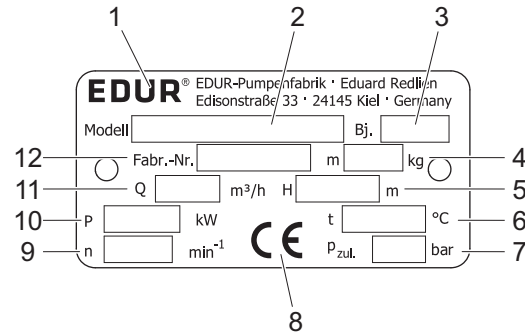 1 2 3
EDUR® EDUR-Pumpenfabrik · Eduard Redlien
Edisonstraße 33 · 24145 Kiel · Germany
Modell Bj.
12 Fabr.-Nr. m kg 4
11 Q m³/h H m 5
10 P kW t °C 6
9 n min⁻¹ CE pzul. bar 7
8